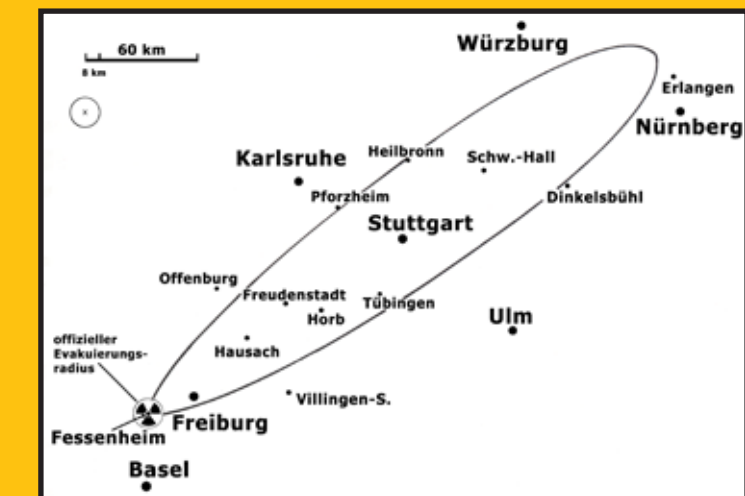 Würzburg
60 km
8 km
Erlangen
x
Nürnberg
Karlsruhe
Heilbronn
Schw.-Hall
Pforzheim
Dinkelsbühl
Stuttgart
Offenburg
Freudenstadt
Tübingen
Horb
Ulm
offizieller
Evakuierungs-
radius
Hausach
Villingen-S.
Freiburg
Fessenheim
Basel